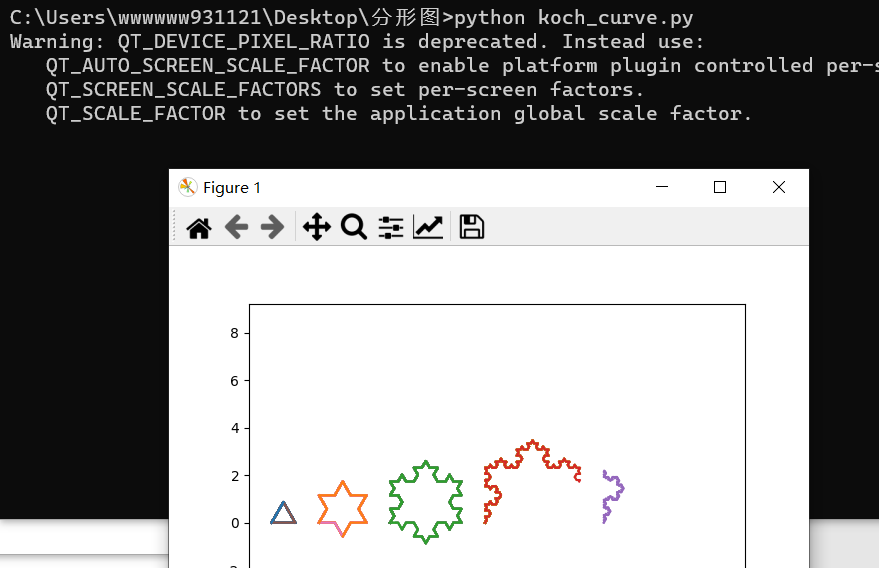 C:\Users\wwwwww931121\Desktop\分形图>python koch_curve.py
Warning: QT_DEVICE_PIXEL_RATIO is deprecated. Instead use:
QT_AUTO_SCREEN_SCALE_FACTOR to enable platform plugin controlled per-s
QT_SCREEN_SCALE_FACTORS to set per-screen factors.
QT_SCALE_FACTOR to set the application global scale factor.
Figure 1
8
6
4
2
0